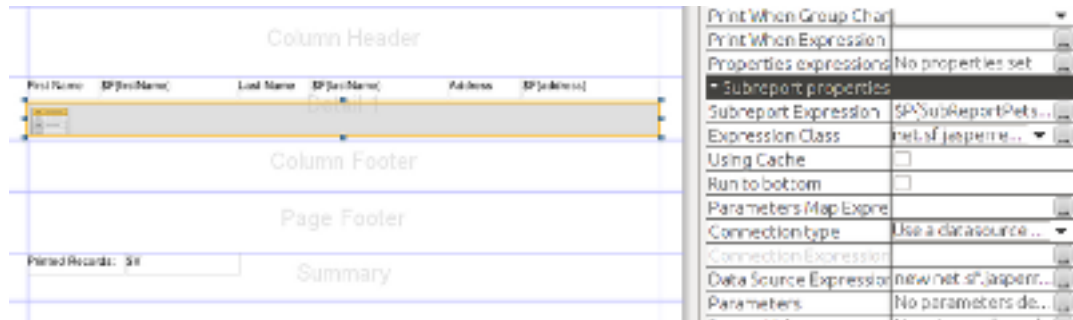 Column Header
First Name $F{firstName} Last Name $F{lastName} Address $F{address}
Detail 1
Column Footer
Page Footer
Printed Records: $V
Summary
Print When Group Chan
Print When Expression
Properties expressions No properties set
Subreport properties
Subreport Expression $P{SubReportPets...
Expression Class net.sf.jasperre...
Using Cache
Run to bottom
Parameters Map Expre
Connection type Use a datasource ...
Connection Expression
Data Source Expression new net.sf.jasperr...
Parameters No parameters de...